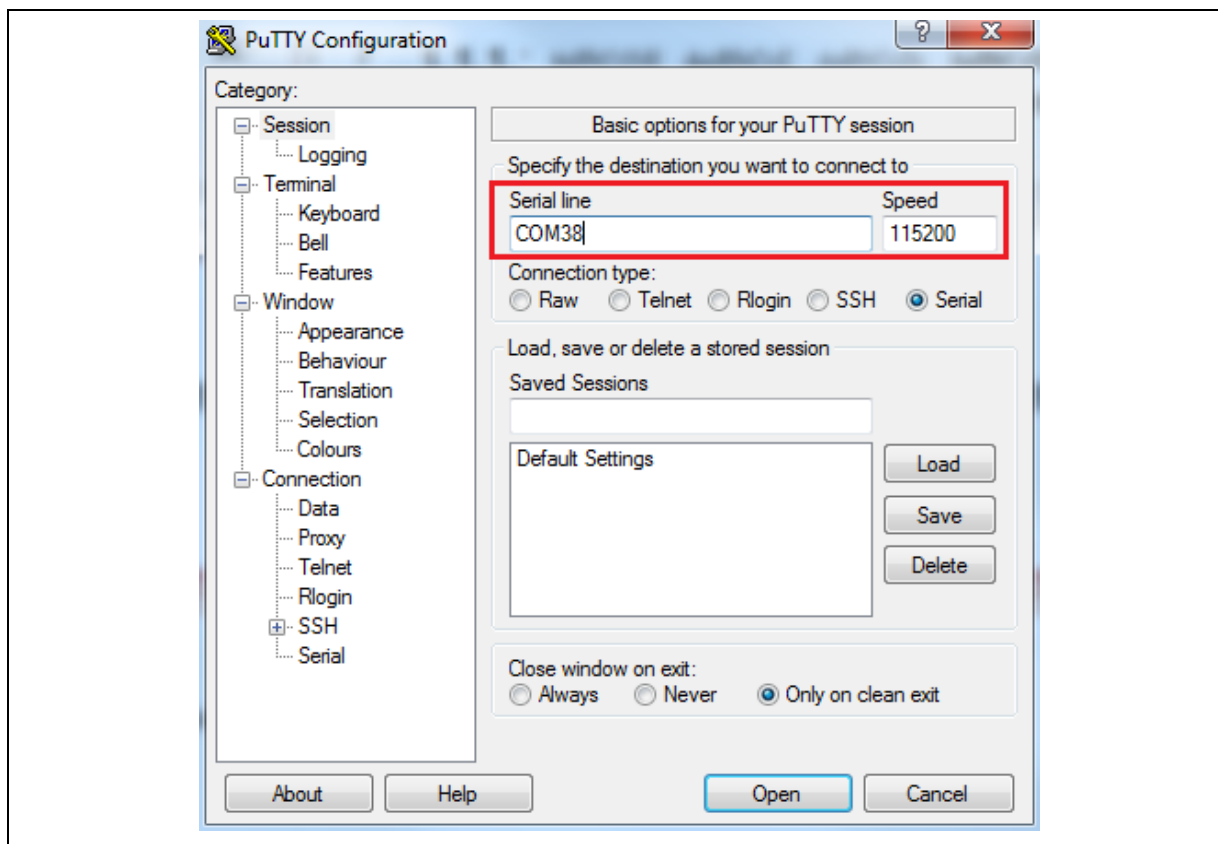 PuTTY Configuration
Category:
Session
Logging
Terminal
Keyboard
Bell
Features
Window
Appearance
Behaviour
Translation
Selection
Colours
Connection
Data
Proxy
Telnet
Rlogin
SSH
Serial
Basic options for your PuTTY session
Specify the destination you want to connect to
Serial line Speed
COM38 115200
Connection type:
Raw Telnet Rlogin SSH Serial
Load, save or delete a stored session
Saved Sessions
Default Settings
Load
Save
Delete
Close window on exit:
Always Never Only on clean exit
About Help Open Cancel